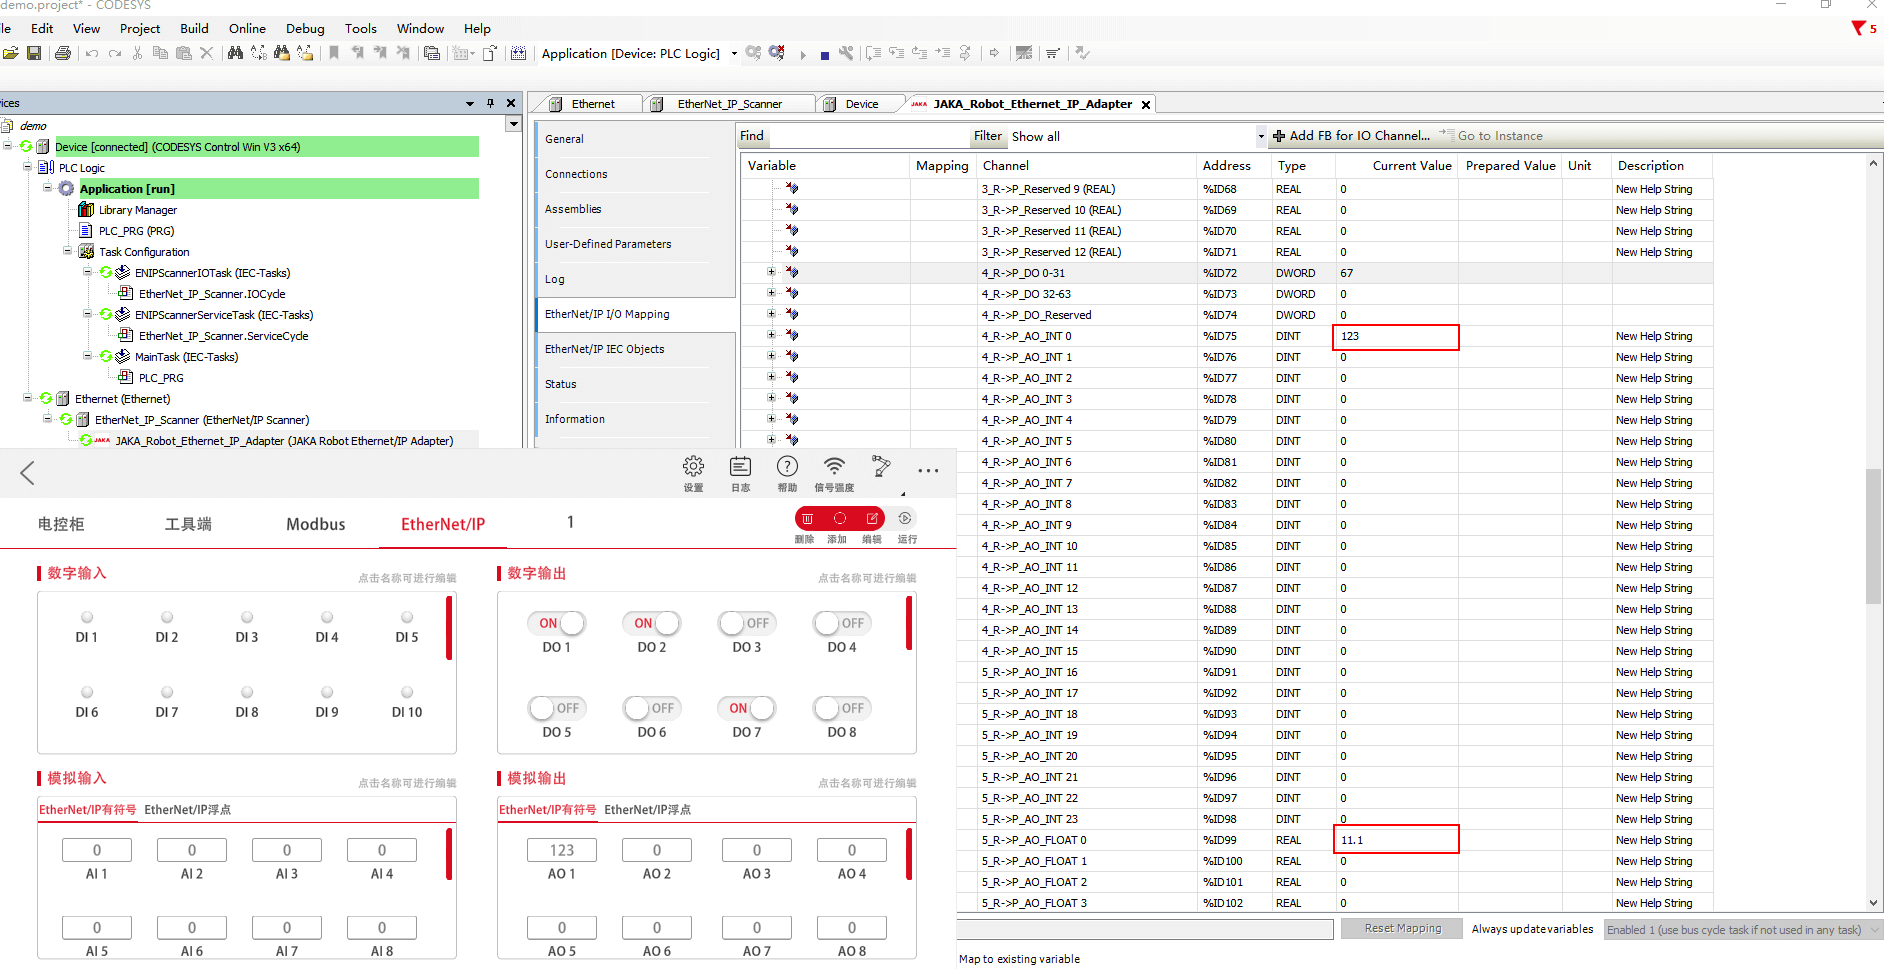 demo.project* - CODESYS
le Edit View Project Build Online Debug Tools Window Help
5
Application [Device: PLC Logic]
ices
demo
Device [connected] (CODESYS Control Win V3 x64)
PLC Logic
Application [run]
Library Manager
PLC_PRG (PRG)
Task Configuration
ENIPScannerIOTask (IEC-Tasks)
EtherNet_IP_Scanner.IOCycle
ENIPScannerServiceTask (IEC-Tasks)
EtherNet_IP_Scanner.ServiceCycle
MainTask (IEC-Tasks)
PLC_PRG
Ethernet (Ethernet)
EtherNet_IP_Scanner (EtherNet/IP Scanner)
JAKA JAKA_Robot_Ethernet_IP_Adapter (JAKA Robot Ethernet/IP Adapter)
Ethernet EtherNet_IP_Scanner Device JAKA JAKA_Robot_Ethernet_IP_Adapter
General
Connections
Assemblies
User-Defined Parameters
Log
EtherNet/IP I/O Mapping
EtherNet/IP IEC Objects
Status
Information
Find Filter Show all Add FB for IO Channel... Go to Instance
Variable Mapping Channel Address Type Current Value Prepared Value Unit Description
3_R->P_Reserved 9 (REAL) %ID68 REAL 0 New Help String
3_R->P_Reserved 10 (REAL) %ID69 REAL 0 New Help String
3_R->P_Reserved 11 (REAL) %ID70 REAL 0 New Help String
3_R->P_Reserved 12 (REAL) %ID71 REAL 0 New Help String
4_R->P_DO 0-31 %ID72 DWORD 67
4_R->P_DO 32-63 %ID73 DWORD 0
4_R->P_DO_Reserved %ID74 DWORD 0
4_R->P_AO_INT 0 %ID75 DINT 123 New Help String
4_R->P_AO_INT 1 %ID76 DINT 0 New Help String
4_R->P_AO_INT 2 %ID77 DINT 0 New Help String
4_R->P_AO_INT 3 %ID78 DINT 0 New Help String
4_R->P_AO_INT 4 %ID79 DINT 0 New Help String
4_R->P_AO_INT 5 %ID80 DINT 0 New Help String
4_R->P_AO_INT 6 %ID81 DINT 0 New Help String
4_R->P_AO_INT 7 %ID82 DINT 0 New Help String
4_R->P_AO_INT 8 %ID83 DINT 0 New Help String
4_R->P_AO_INT 9 %ID84 DINT 0 New Help String
4_R->P_AO_INT 10 %ID85 DINT 0 New Help String
4_R->P_AO_INT 11 %ID86 DINT 0 New Help String
4_R->P_AO_INT 12 %ID87 DINT 0 New Help String
4_R->P_AO_INT 13 %ID88 DINT 0 New Help String
4_R->P_AO_INT 14 %ID89 DINT 0 New Help String
4_R->P_AO_INT 15 %ID90 DINT 0 New Help String
5_R->P_AO_INT 16 %ID91 DINT 0 New Help String
5_R->P_AO_INT 17 %ID92 DINT 0 New Help String
5_R->P_AO_INT 18 %ID93 DINT 0 New Help String
5_R->P_AO_INT 19 %ID94 DINT 0 New Help String
5_R->P_AO_INT 20 %ID95 DINT 0 New Help String
5_R->P_AO_INT 21 %ID96 DINT 0 New Help String
5_R->P_AO_INT 22 %ID97 DINT 0 New Help String
5_R->P_AO_INT 23 %ID98 DINT 0 New Help String
5_R->P_AO_FLOAT 0 %ID99 REAL 11.1 New Help String
5_R->P_AO_FLOAT 1 %ID100 REAL 0 New Help String
5_R->P_AO_FLOAT 2 %ID101 REAL 0 New Help String
5_R->P_AO_FLOAT 3 %ID102 REAL 0 New Help String
Reset Mapping Always update variables Enabled 1 (use bus cycle task if not used in any task)
Map to existing variable
设置 日志 帮助 信号强度
电控柜 工具端 Modbus EtherNet/IP 1
删除 添加 编辑 运行
数字输入 点击名称可进行编辑
DI 1 DI 2 DI 3 DI 4 DI 5
DI 6 DI 7 DI 8 DI 9 DI 10
数字输出 点击名称可进行编辑
ON ON OFF OFF
DO 1 DO 2 DO 3 DO 4
OFF OFF ON OFF
DO 5 DO 6 DO 7 DO 8
模拟输入 点击名称可进行编辑
EtherNet/IP有符号 EtherNet/IP浮点
0 0 0 0
AI 1 AI 2 AI 3 AI 4
0 0 0 0
AI 5 AI 6 AI 7 AI 8
模拟输出 点击名称可进行编辑
EtherNet/IP有符号 EtherNet/IP浮点
123 0 0 0
AO 1 AO 2 AO 3 AO 4
0 0 0 0
AO 5 AO 6 AO 7 AO 8